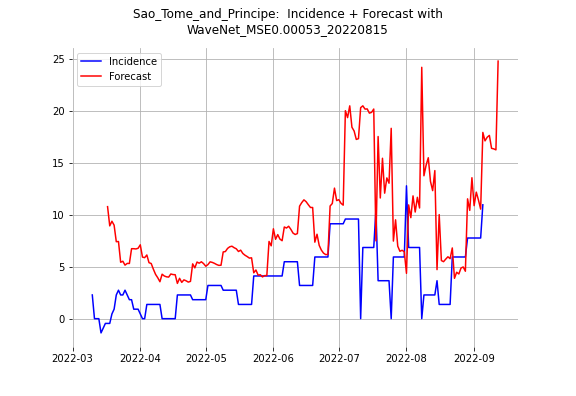 Sao_Tome_and_Principe:  Incidence + Forecast with
WaveNet_MSE0.00053_20220815
Incidence
Forecast
25
20
15
10
5
0
2022-03 2022-04 2022-05 2022-06 2022-07 2022-08 2022-09